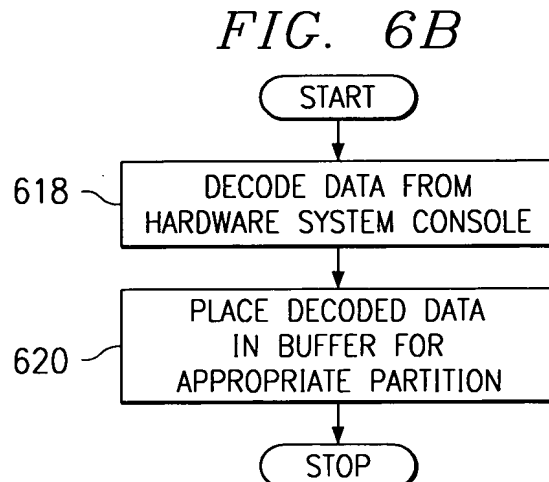 FIG. 6B
START
618
DECODE DATA FROM
HARDWARE SYSTEM CONSOLE
620
PLACE DECODED DATA
IN BUFFER FOR
APPROPRIATE PARTITION
STOP